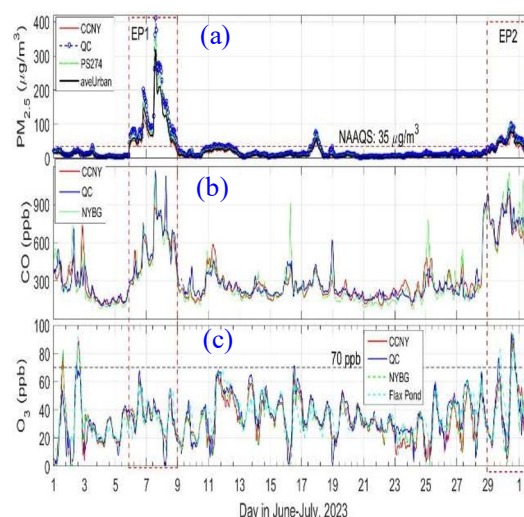 (a)
EP1
EP2
CCNY
QC
PS274
aveUrban
NAAQS: 35 μg/m³
PM₂.₅ (μg/m³)
400
300
200
100
0
(b)
CCNY
QC
NYBG
CO (ppb)
900
600
300
(c)
70 ppb
CCNY
QC
NYBG
Flax Pond
O₃ (ppb)
100
80
60
40
20
0
1 3 5 7 9 11 13 15 17 19 21 23 25 27 29 1
Day in June-July, 2023